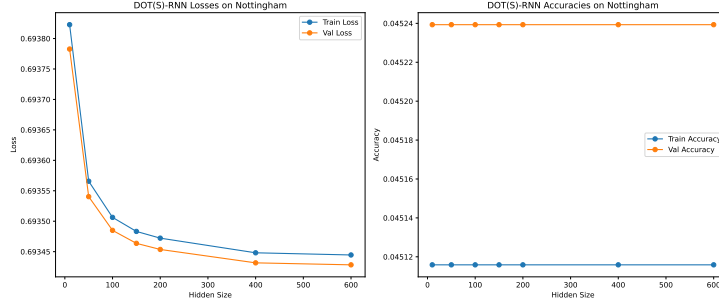 DOT(S)-RNN Losses on Nottingham
Train Loss
Val Loss
0.69380
0.69375
0.69370
0.69365
0.69360
0.69355
0.69350
0.69345
Loss
0 100 200 300 400 500 600
Hidden Size
DOT(S)-RNN Accuracies on Nottingham
0.04524
0.04522
0.04520
0.04518
0.04516
0.04514
0.04512
Accuracy
Train Accuracy
Val Accuracy
0 100 200 300 400 500 600
Hidden Size